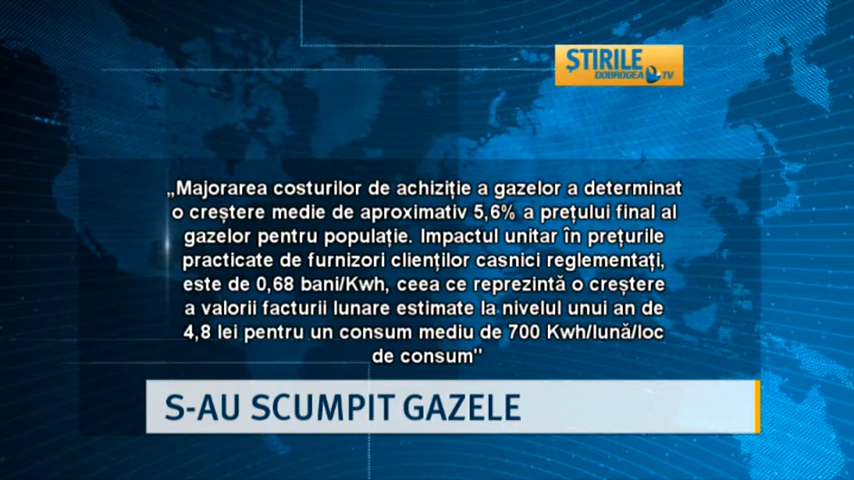 ȘTIRILE
DOBROGEA TV
„Majorarea costurilor de achiziție a gazelor a determinat
o creștere medie de aproximativ 5,6% a prețului final al
gazelor pentru populație. Impactul unitar în prețurile
practicate de furnizori clienților casnici reglementați,
este de 0,68 bani/Kwh, ceea ce reprezintă o creștere
a valorii facturii lunare estimate la nivelul unui an de
4,8 lei pentru un consum mediu de 700 Kwh/lună/loc
de consum"
S-AU SCUMPIT GAZELE